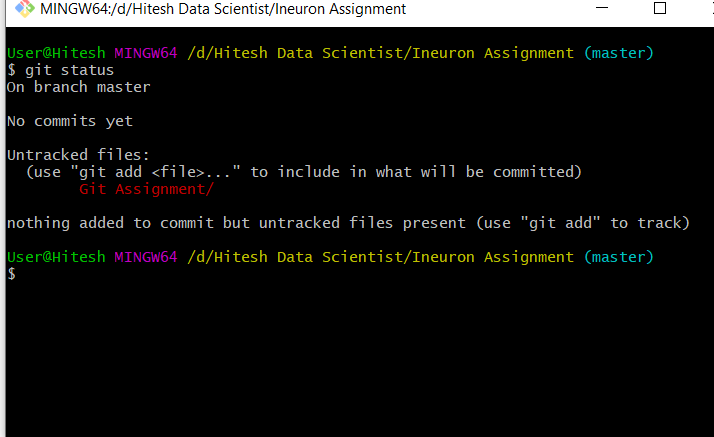 MINGW64:/d/Hitesh Data Scientist/Ineuron Assignment
User@Hitesh MINGW64 /d/Hitesh Data Scientist/Ineuron Assignment (master)
$ git status
On branch master
No commits yet
Untracked files:
(use "git add <file>..." to include in what will be committed)
Git Assignment/
nothing added to commit but untracked files present (use "git add" to track)
User@Hitesh MINGW64 /d/Hitesh Data Scientist/Ineuron Assignment (master)
$